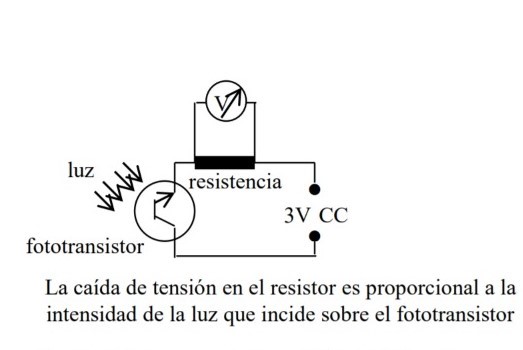 V
luz
resistencia
3V CC
fototransistor
La caída de tensión en el resistor es proporcional a la
intensidad de la luz que incide sobre el fototransistor